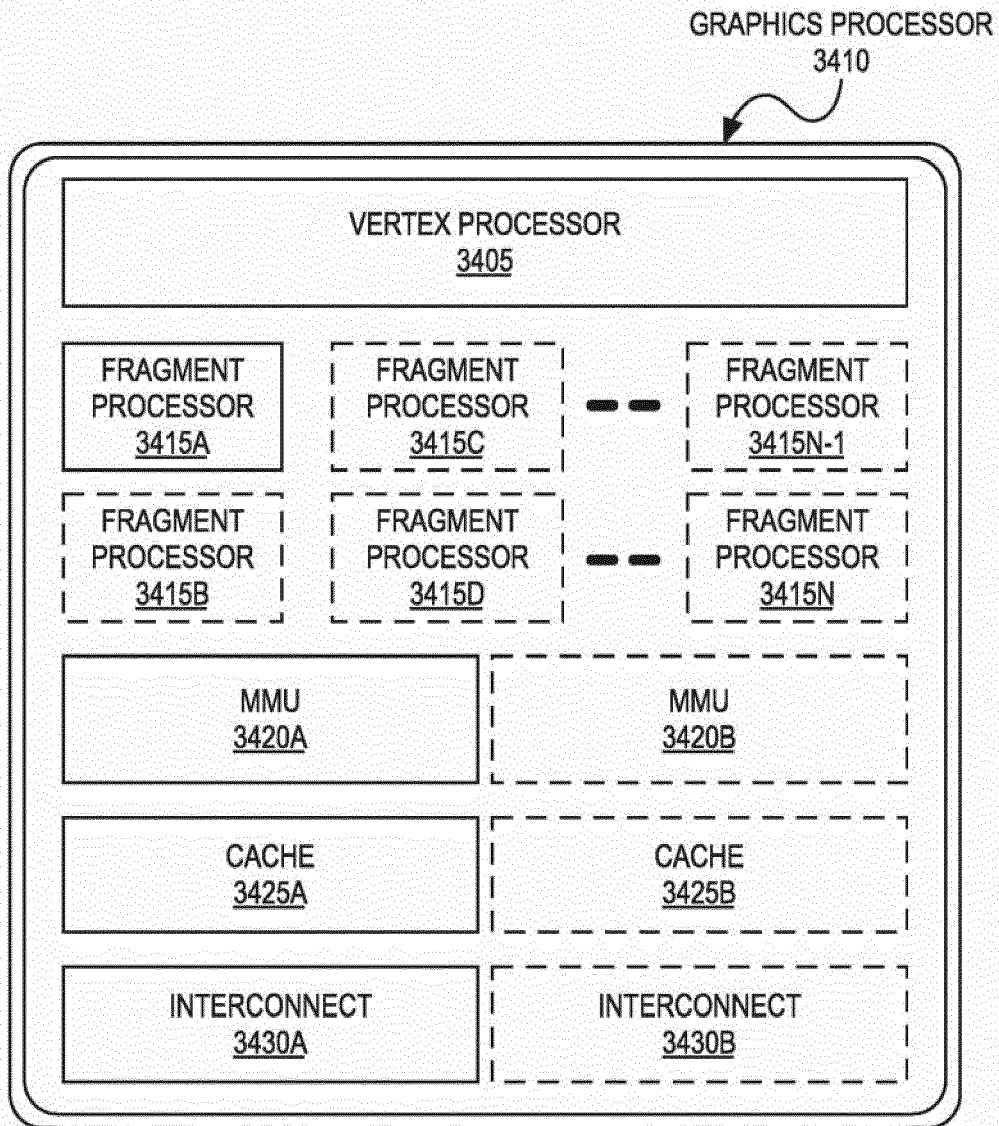 GRAPHICS PROCESSOR
3410
VERTEX PROCESSOR
3405
FRAGMENT
PROCESSOR
3415A
FRAGMENT
PROCESSOR
3415C
FRAGMENT
PROCESSOR
3415N-1
FRAGMENT
PROCESSOR
3415B
FRAGMENT
PROCESSOR
3415D
FRAGMENT
PROCESSOR
3415N
MMU
3420A
MMU
3420B
CACHE
3425A
CACHE
3425B
INTERCONNECT
3430A
INTERCONNECT
3430B